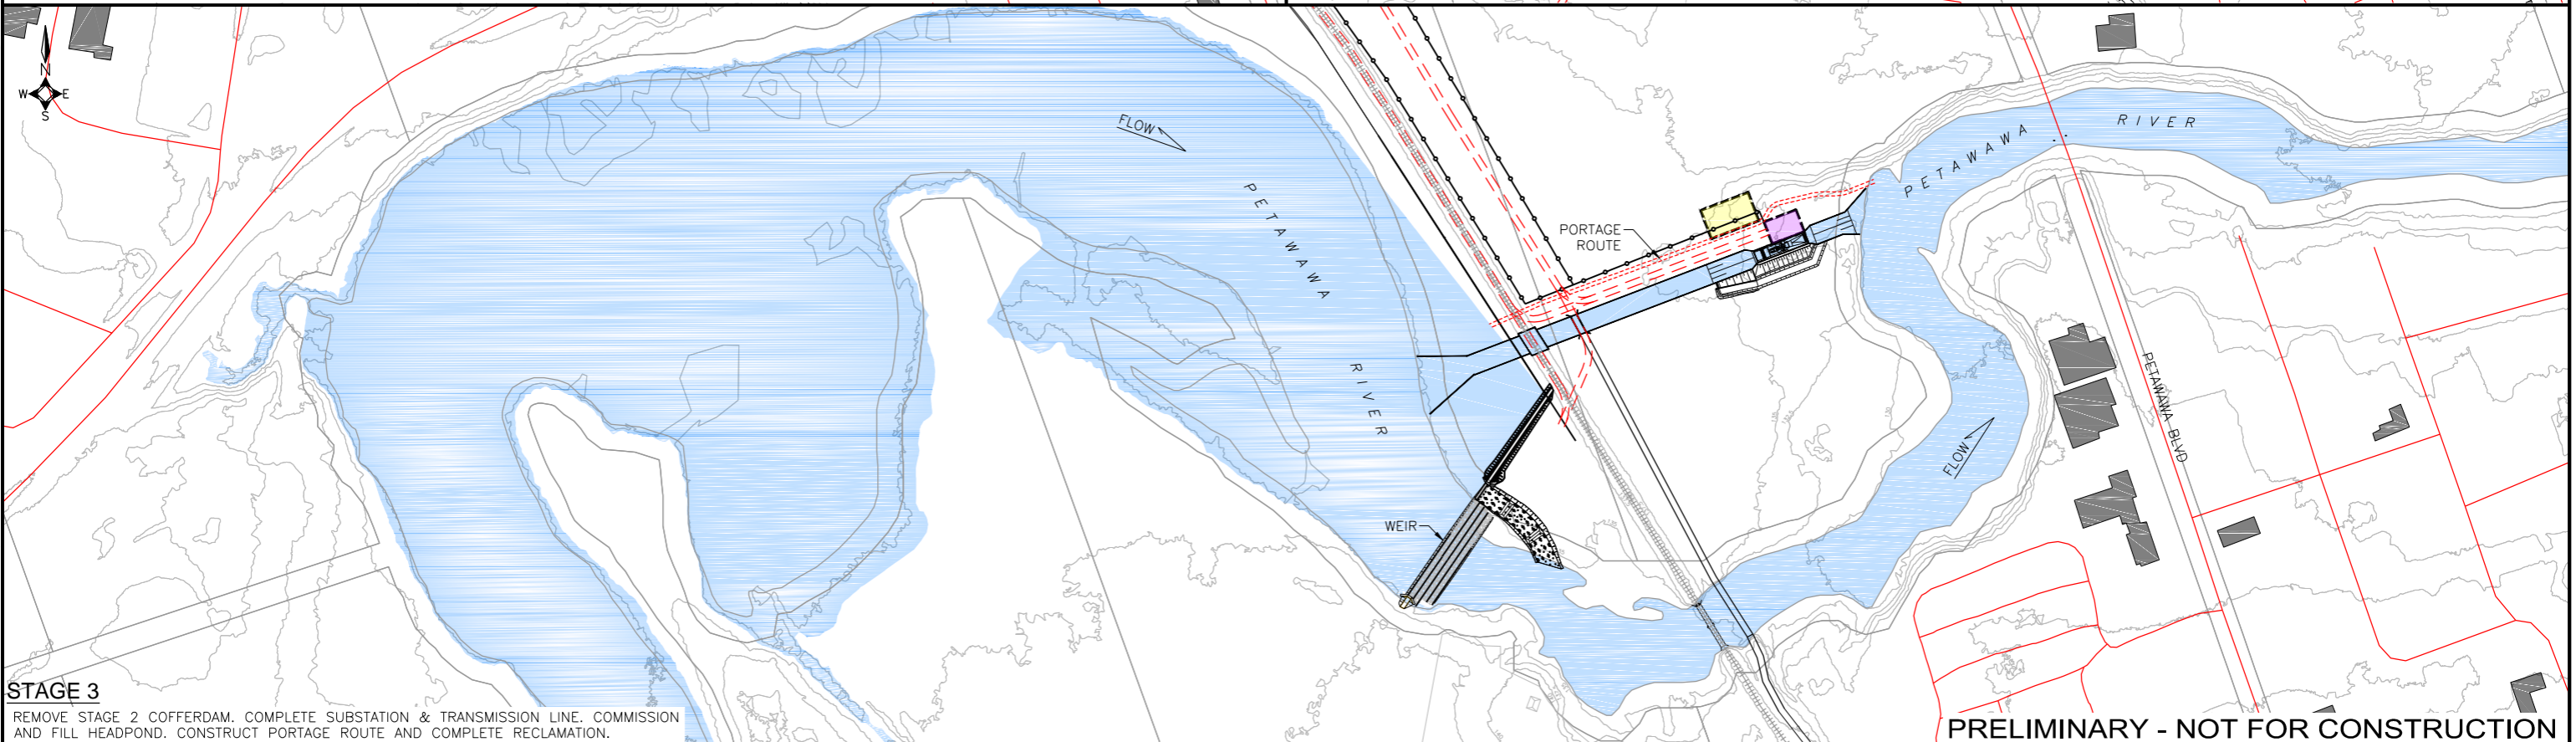 N
W E
S
FLOW
PETAWAWA
RIVER
PORTAGE
ROUTE
PETAWAWA
RIVER
WEIR
FLOW
PETAWAWA BLVD
STAGE 3
REMOVE STAGE 2 COFFERDAM. COMPLETE SUBSTATION & TRANSMISSION LINE. COMMISSION
AND FILL HEADPOND. CONSTRUCT PORTAGE ROUTE AND COMPLETE RECLAMATION.
PRELIMINARY - NOT FOR CONSTRUCTION